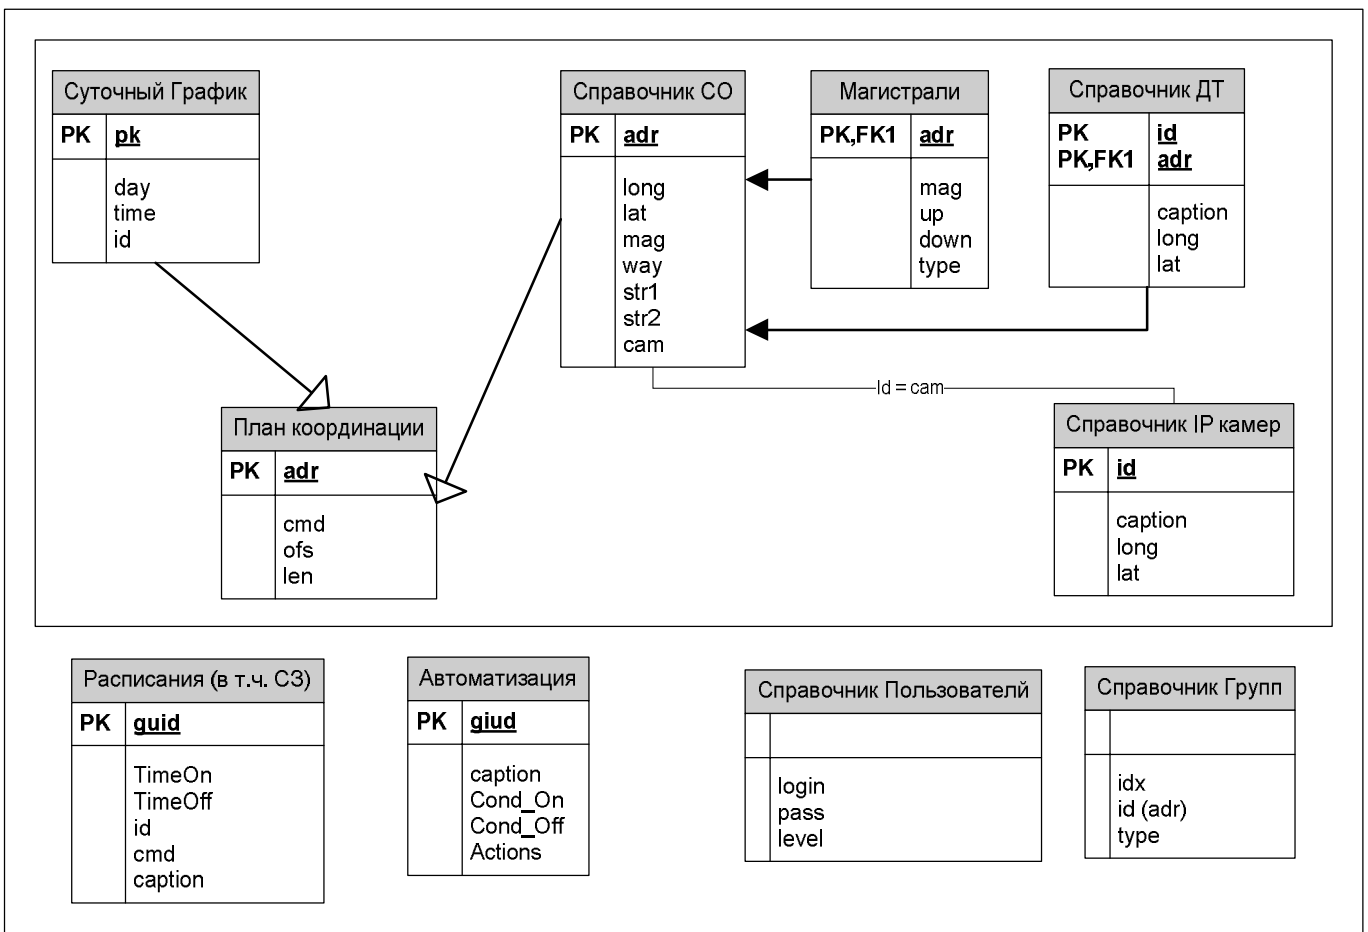 Суточный График
PK pk
day
time
id
Справочник СО
PK adr
long
lat
mag
way
str1
str2
cam
Магистрали
PK,FK1 adr
mag
up
down
type
Справочник ДТ
PK id
PK,FK1 adr
caption
long
lat
Id = cam
План координации
PK adr
cmd
ofs
len
Справочник IP камер
PK id
caption
long
lat
Расписания (в т.ч. СЗ)
PK guid
TimeOn
TimeOff
id
cmd
caption
Автоматизация
PK giud
caption
Cond_On
Cond_Off
Actions
Справочник Пользователй
login
pass
level
Справочник Групп
idx
id (adr)
type